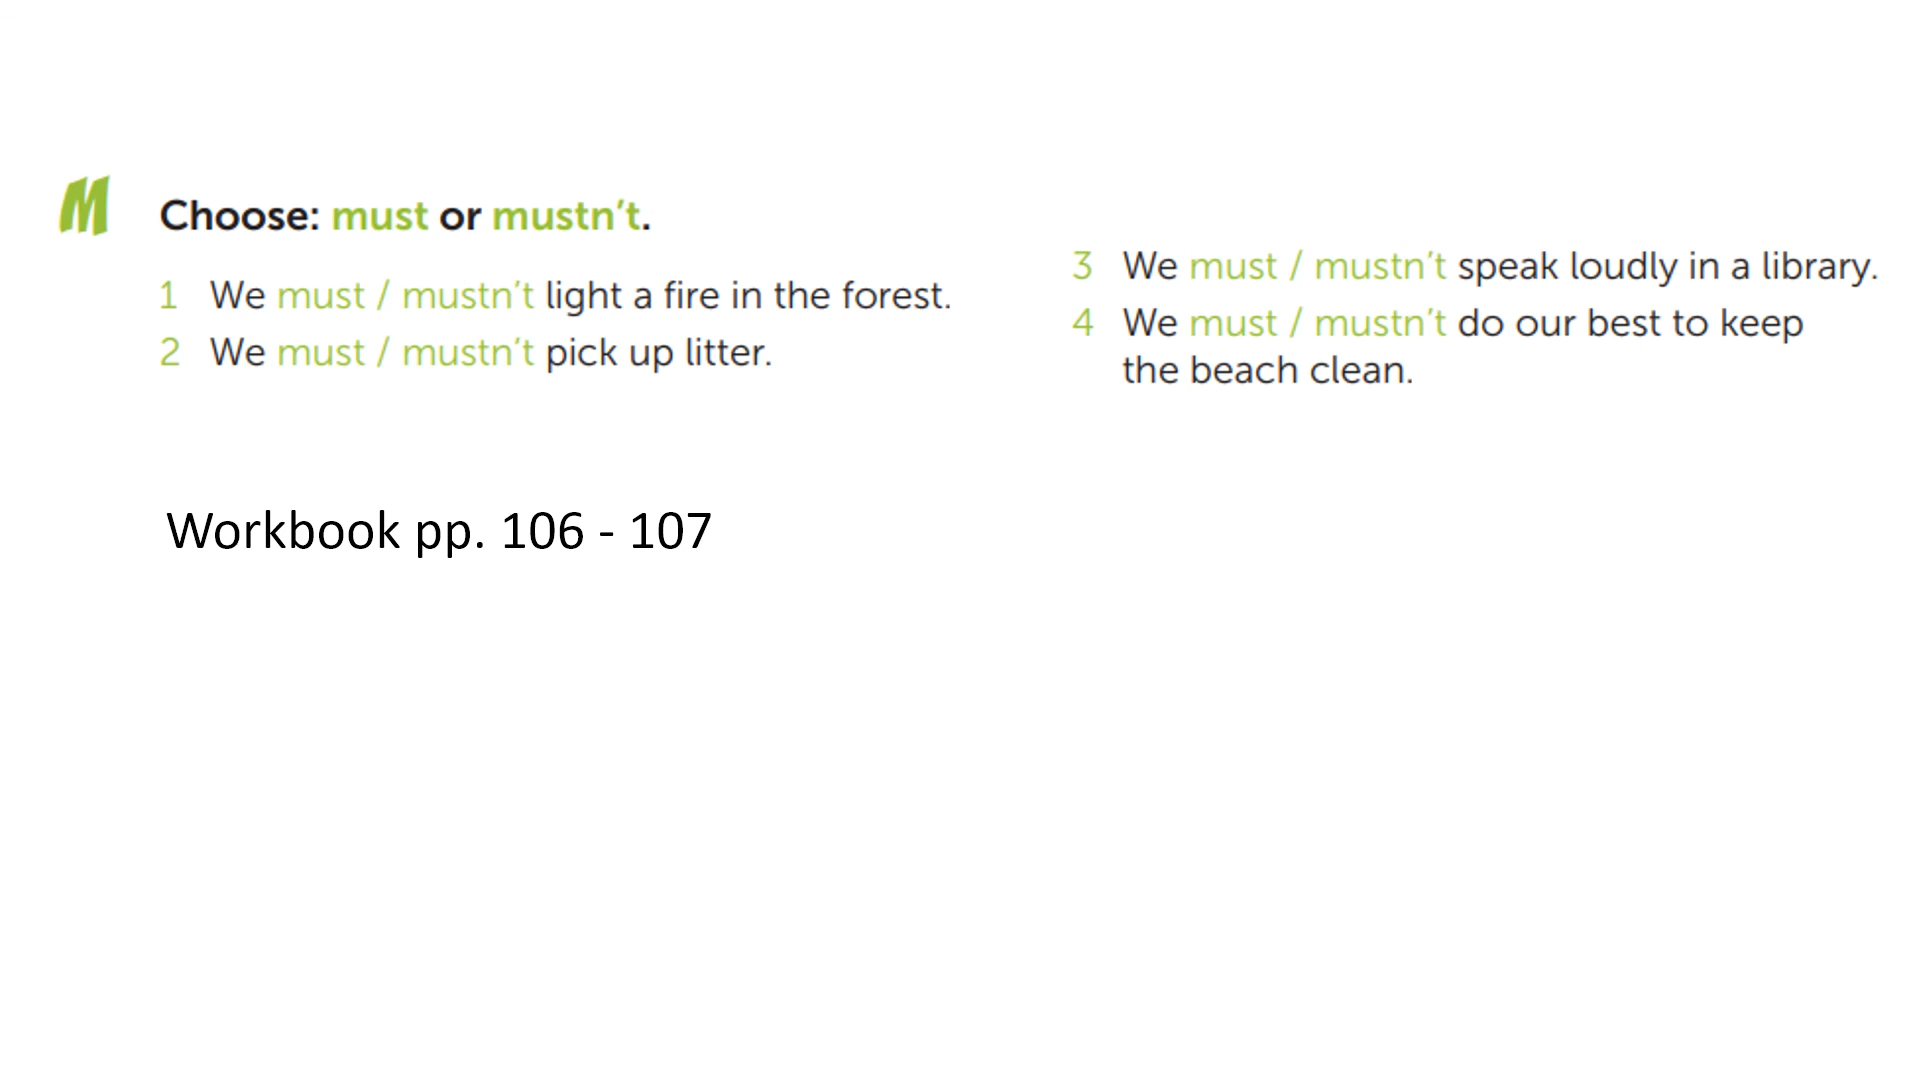 M
Choose: must or mustn’t.
1 We must / mustn’t light a fire in the forest.
2 We must / mustn’t pick up litter.
3 We must / mustn’t speak loudly in a library.
4 We must / mustn’t do our best to keep
the beach clean.
Workbook pp. 106 - 107